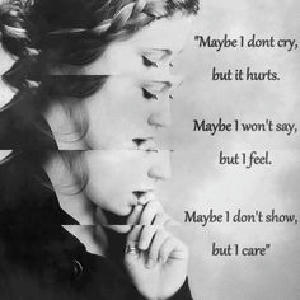 "Maybe I dont cry,
but it hurts.
Maybe I won't say,
but I feel.
Maybe I don't show,
but I care"